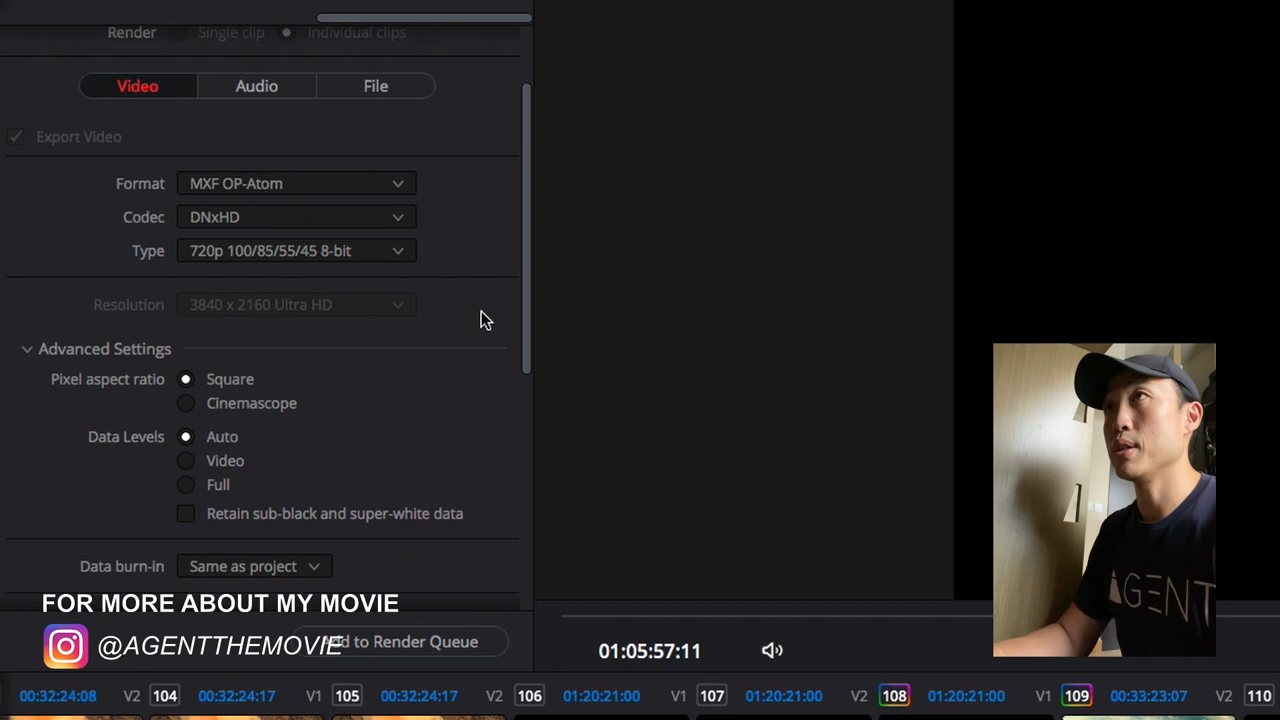 Render Single clip Individual clips
Video Audio File
Export Video
Format MXF OP-Atom
Codec DNxHD
Type 720p 100/85/55/45 8-bit
Resolution 3840 x 2160 Ultra HD
Advanced Settings
Pixel aspect ratio Square
Cinemascope
Data Levels Auto
Video
Full
Retain sub-black and super-white data
Data burn-in Same as project
FOR MORE ABOUT MY MOVIE
@AGENTTHEMOVIE
to Render Queue
01:05:57:11
00:32:24:08 V2 104 00:32:24:17 V1 105 00:32:24:17 V2 106 01:20:21:00 V1 107 01:20:21:00 V2 108 01:20:21:00 V1 109 00:33:23:07 V2 110
AGENT